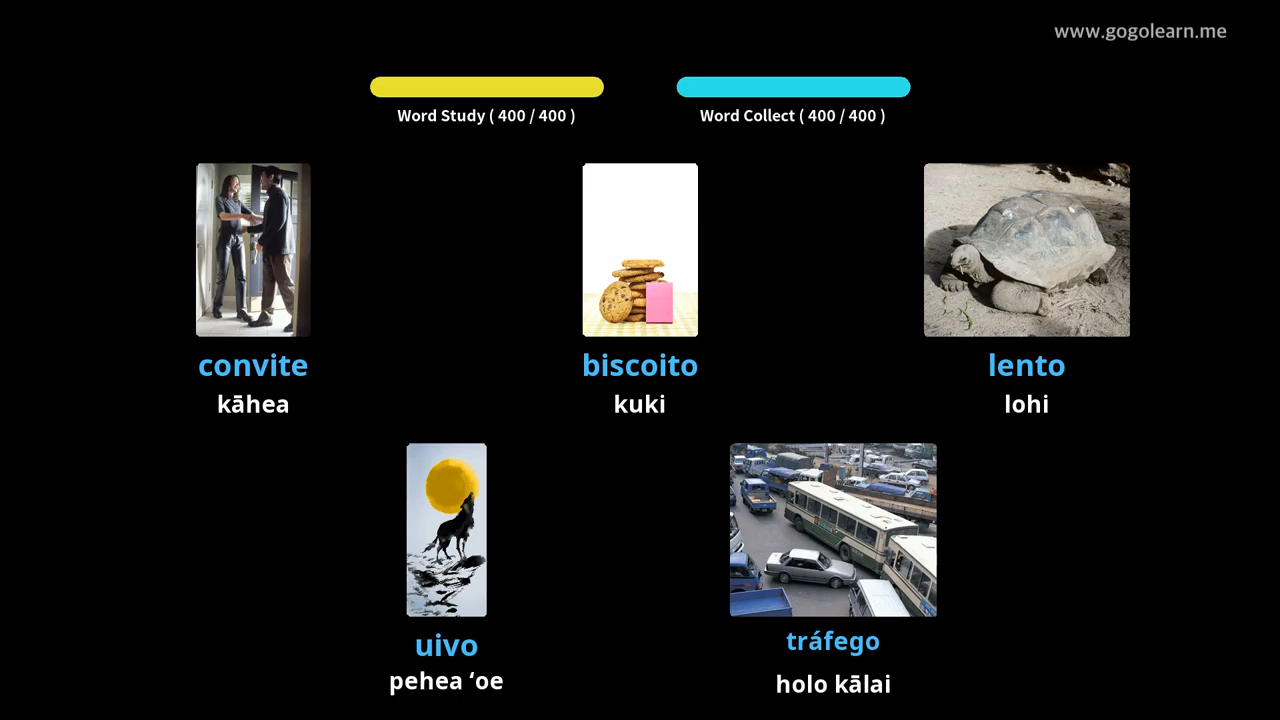 www.gogolearn.me
Word Study ( 400 / 400 )
Word Collect ( 400 / 400 )
convite
kāhea
biscoito
kuki
lento
lohi
uivo
pehea ʻoe
tráfego
holo kālai